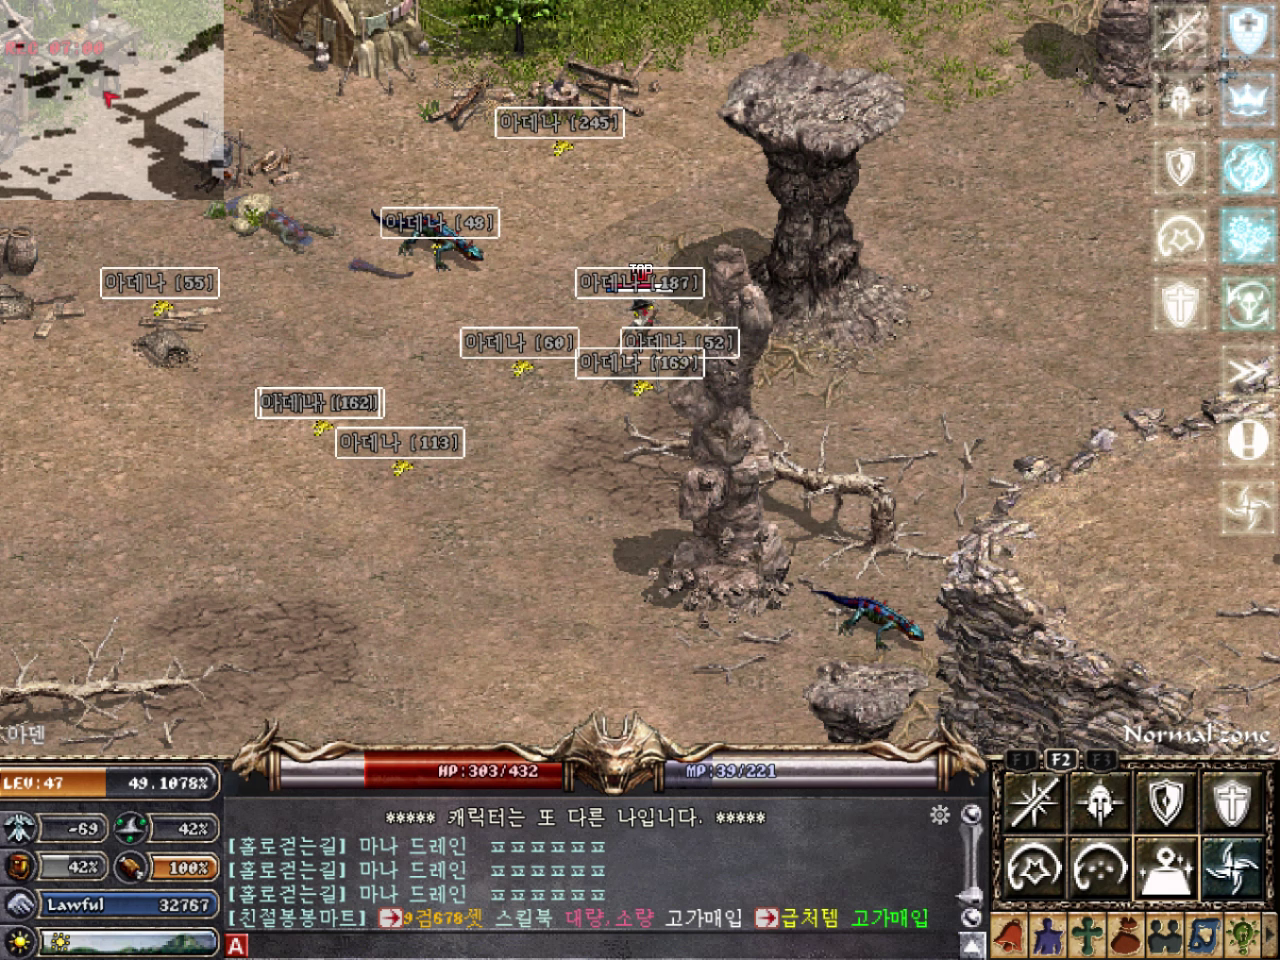 REC 07:00
아데나 (245)
아데나 (48)
아데나 (55)
TOD
아데나 (187)
아데나 (60)
아데나 (52)
아데나 (169)
아데나 (162)
아데나 (113)
아덴
Normal zone
LEV:47 49.1078%
HP:303/432
MP:39/221
F1 F2 F3
-69 42%
42% 100%
Lawful 32767
***** 캐릭터는 또 다른 나입니다. *****
[홀로걷는길] 마나 드레인 ㅍㅍㅍㅍㅍㅍ
[홀로걷는길] 마나 드레인 ㅍㅍㅍㅍㅍㅍ
[홀로걷는길] 마나 드레인 ㅍㅍㅍㅍㅍㅍ
[친절봉봉마트] 9검678셋 스킬북 대량,소량 고가매입 급처템 고가매입
A